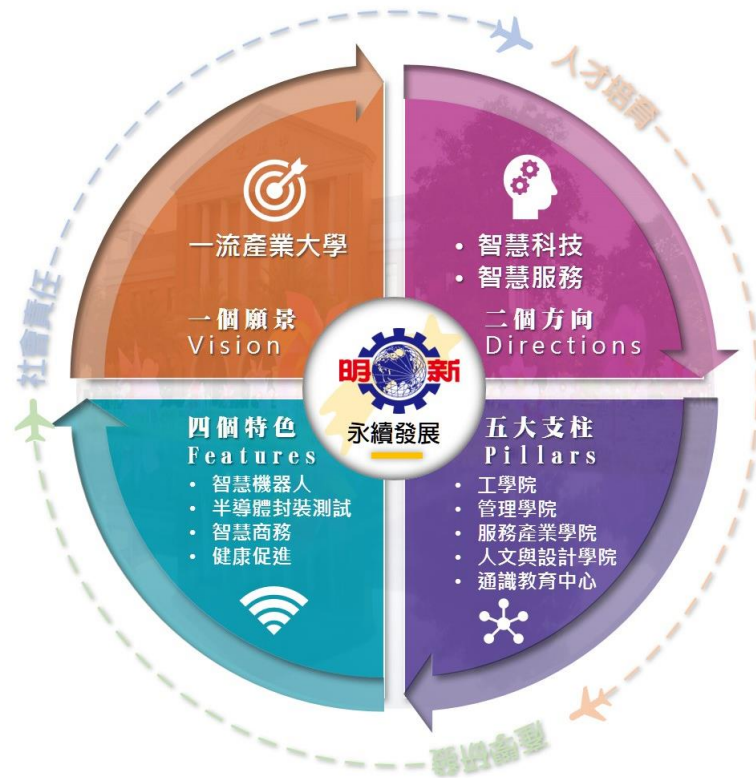 人才培育
社會責任
一流產業大學
一個願景
Vision
• 智慧科技
• 智慧服務
二個方向
Directions
明新
永續發展
四個特色
Features
• 智慧機器人
• 半導體封裝測試
• 智慧商務
• 健康促進
五大支柱
Pillars
• 工學院
• 管理學院
• 服務產業學院
• 人文與設計學院
• 通識教育中心
產學研發